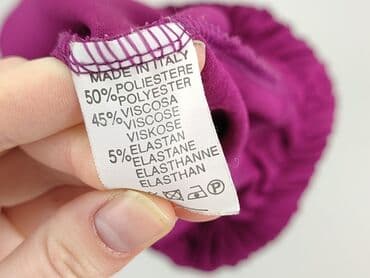 MADE IN ITALY
50% POLIESTERE
POLYESTER
45% VISCOSA
VISCOSE
VISKOSE
5% ELASTAN
ELASTANE
ELASTHANNE
ELASTHAN
P